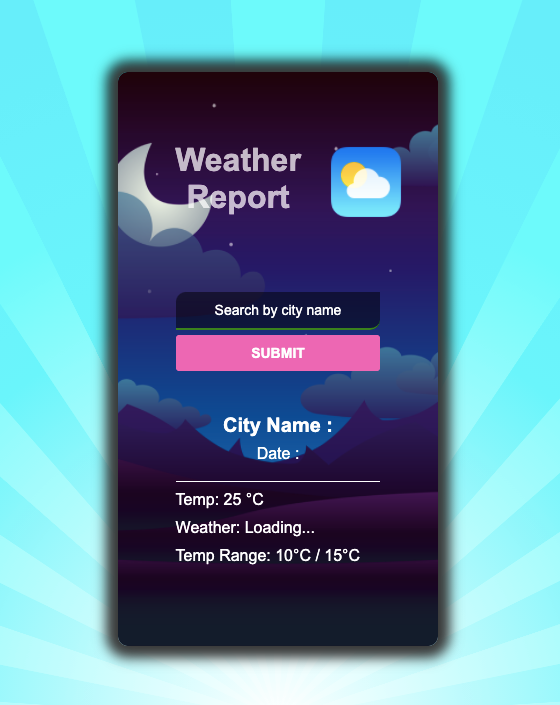 Weather
Report
Search by city name
SUBMIT
City Name :
Date :
Temp: 25 °C
Weather: Loading...
Temp Range: 10°C / 15°C